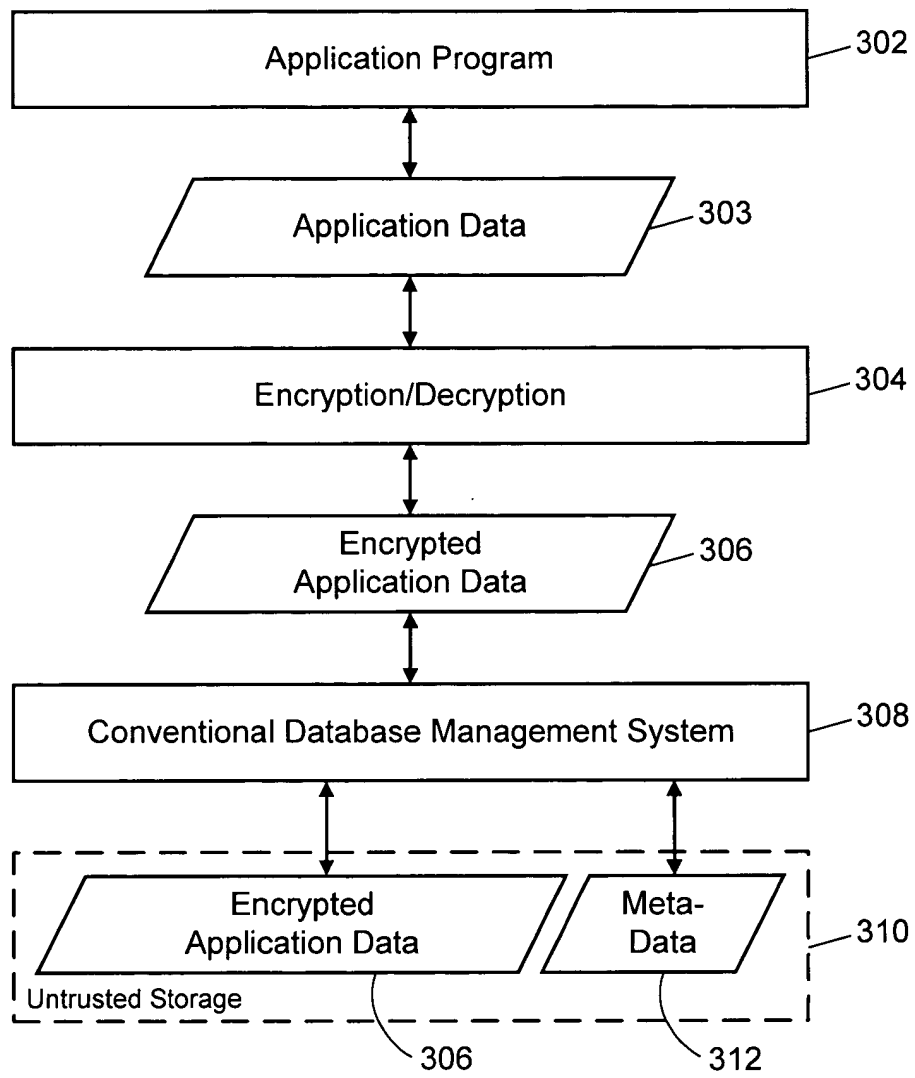 Application Program
302
Application Data
303
Encryption/Decryption
304
Encrypted
Application Data
306
Conventional Database Management System
308
Encrypted
Application Data
Meta-
Data
310
Untrusted Storage
306
312